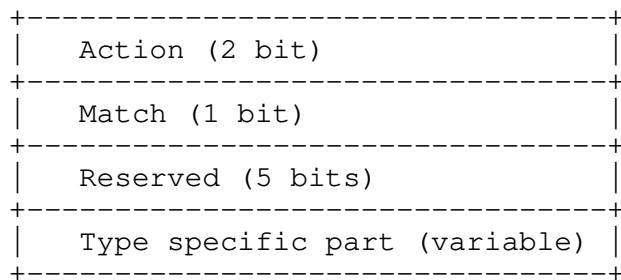 Action (2 bit)
Match (1 bit)
Reserved (5 bits)
Type specific part (variable)